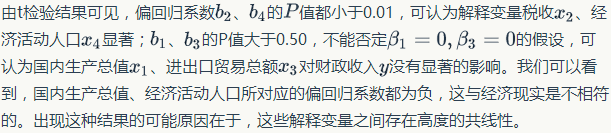 由t检验结果可见，偏回归系数b₂、b₄的P值都小于0.01，可认为解释变量税收x₂、经
济活动人口x₄显著；b₁、b₃的P值大于0.50，不能否定β₁ = 0, β₃ = 0的假设，可
认为国内生产总值x₁、进出口贸易总额x₃对财政收入y没有显著的影响。我们可以看
到，国内生产总值、经济活动人口所对应的偏回归系数都为负，这与经济现实是不相符
的。出现这种结果的可能原因在于，这些解释变量之间存在高度的共线性。